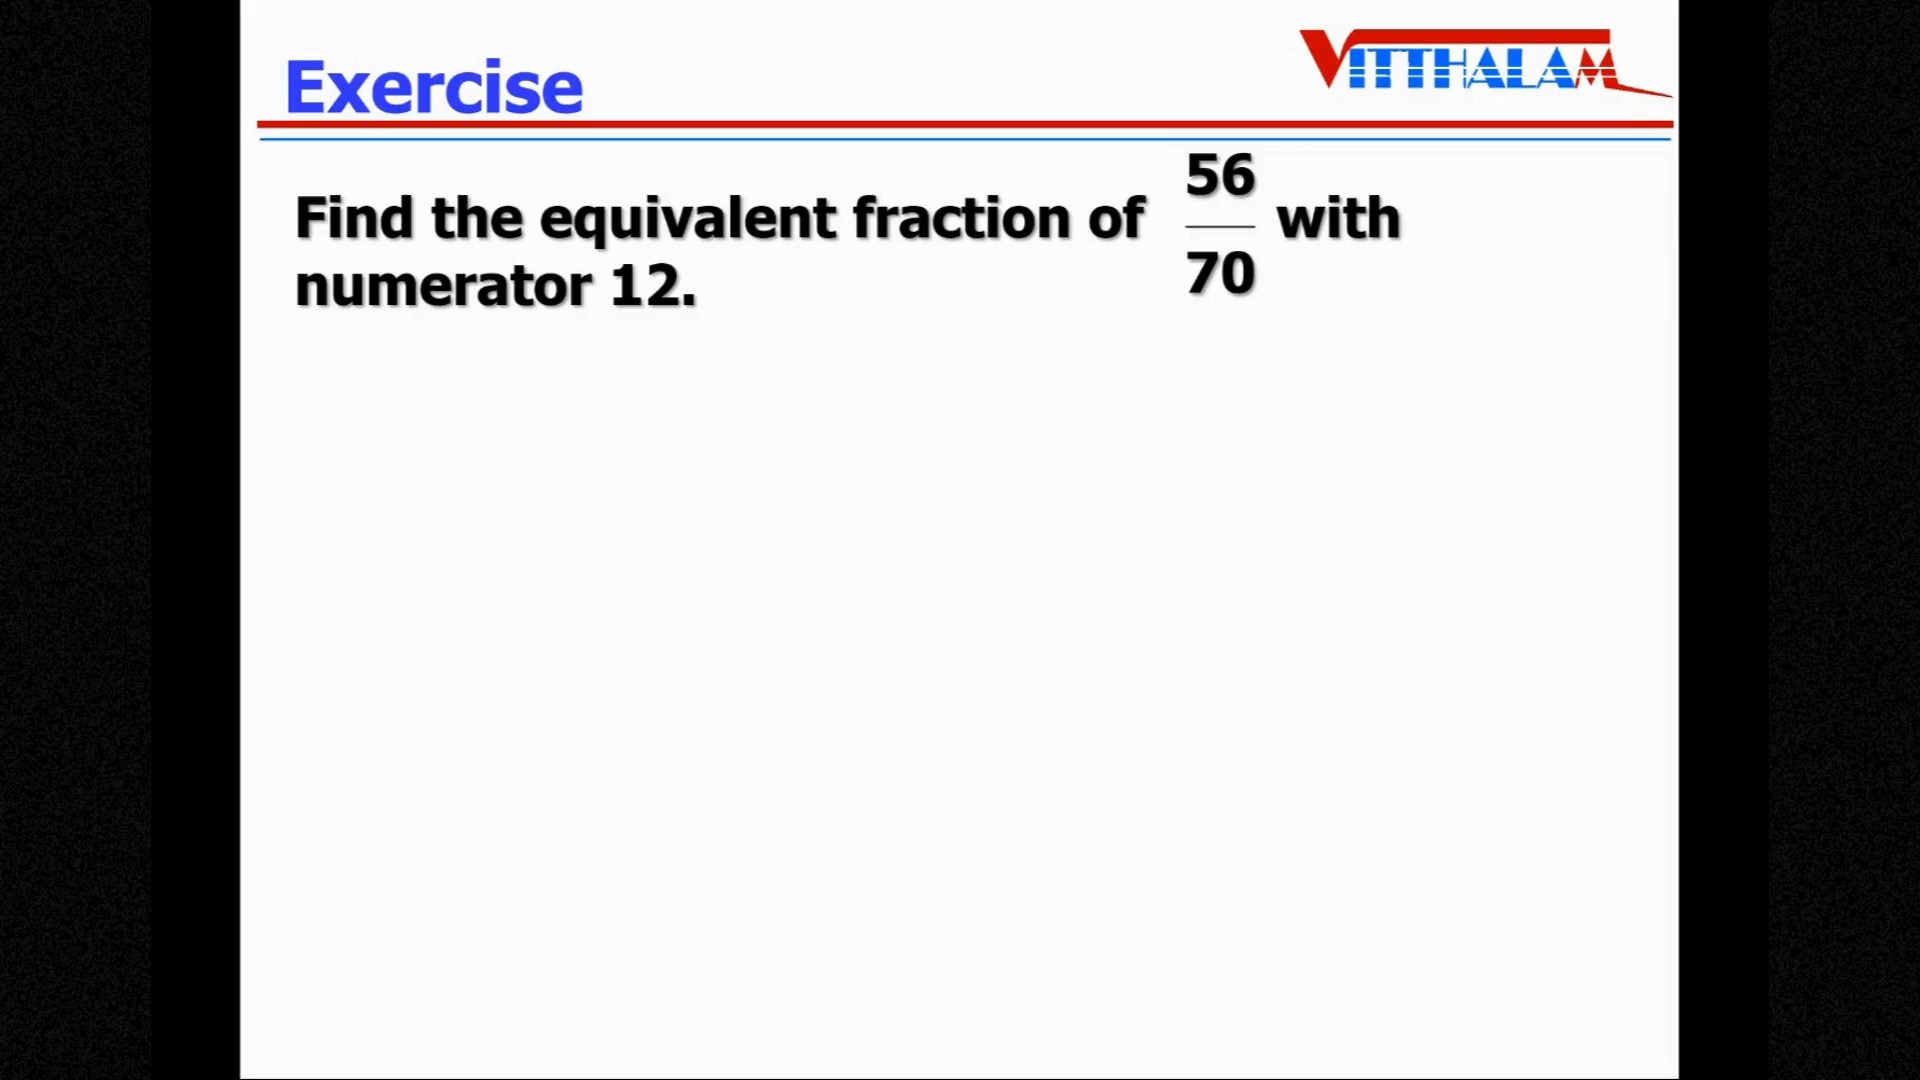 Exercise
VITTHALAM
Find the equivalent fraction of 56/70 with
numerator 12.